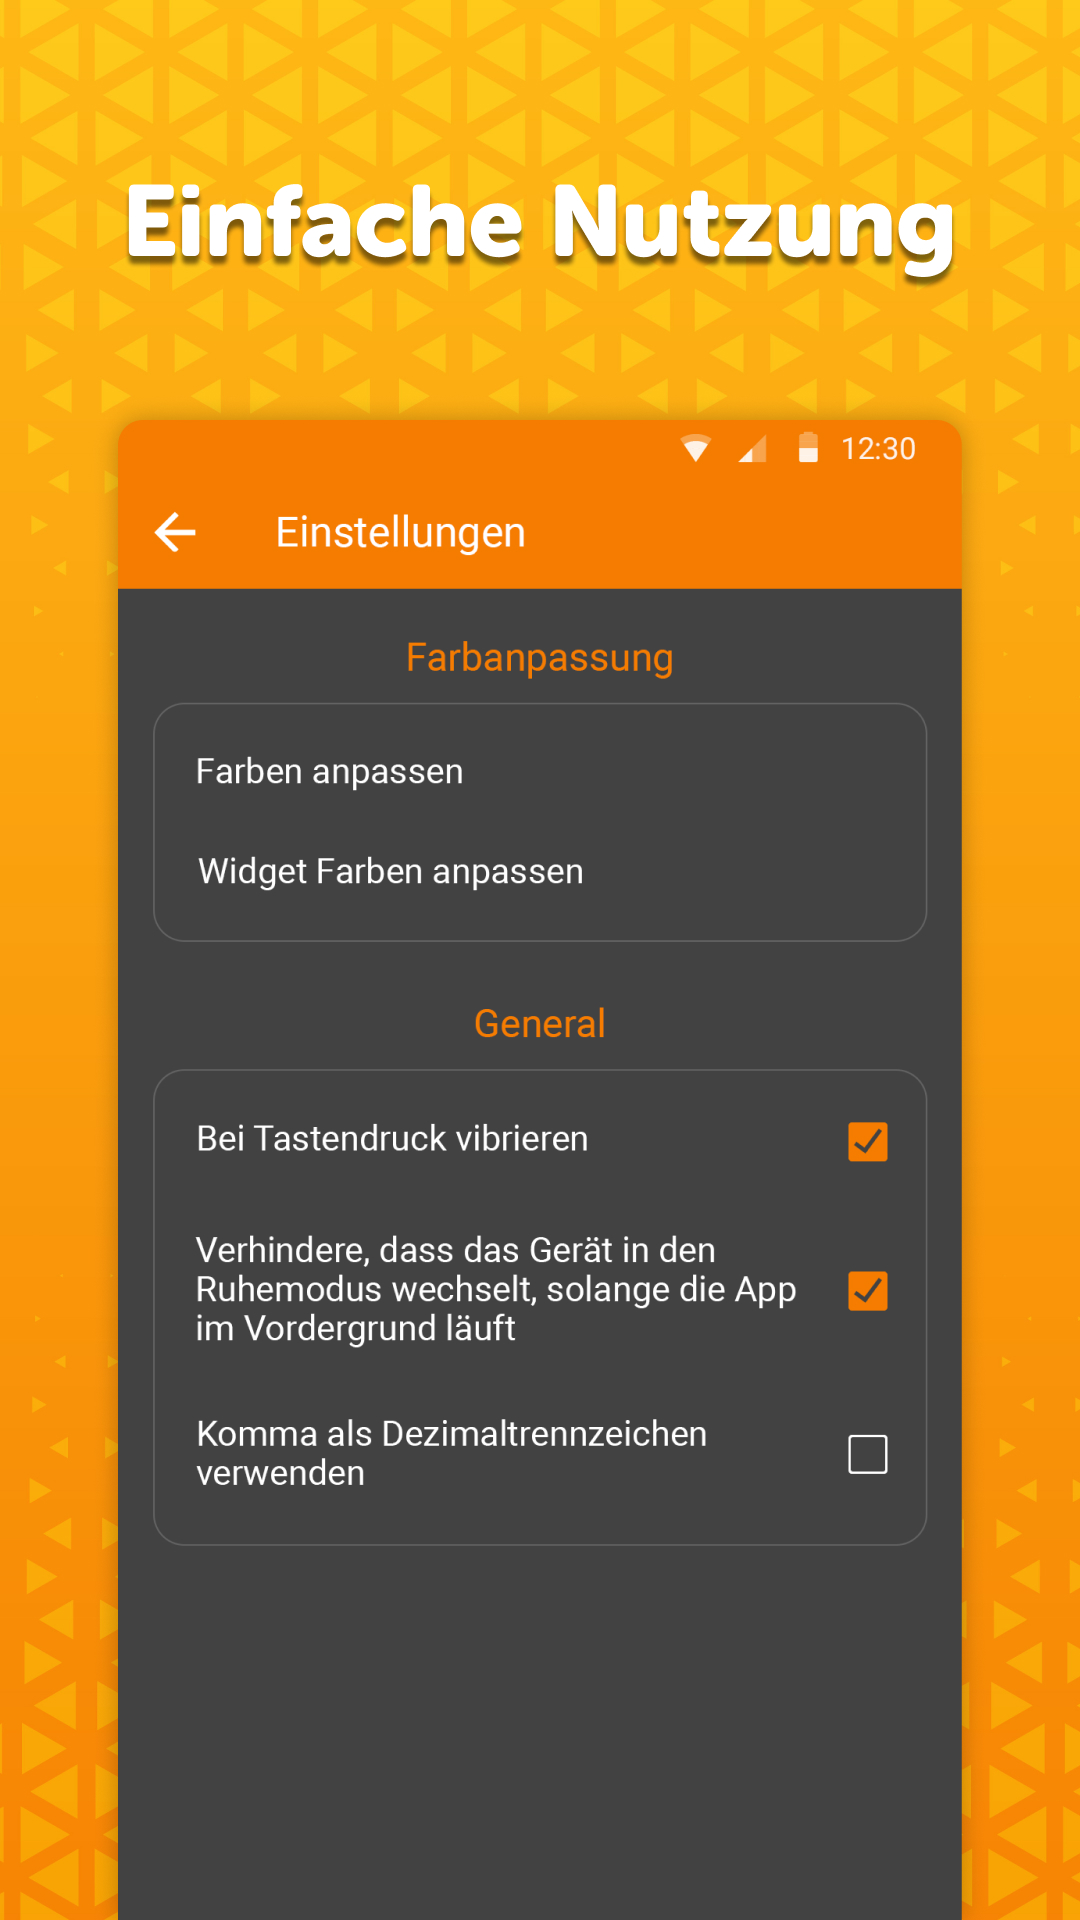 Einfache Nutzung
12:30
Einstellungen
Farbanpassung
Farben anpassen
Widget Farben anpassen
General
Bei Tastendruck vibrieren
Verhindere, dass das Gerät in den
Ruhemodus wechselt, solange die App
im Vordergrund läuft
Komma als Dezimaltrennzeichen
verwenden